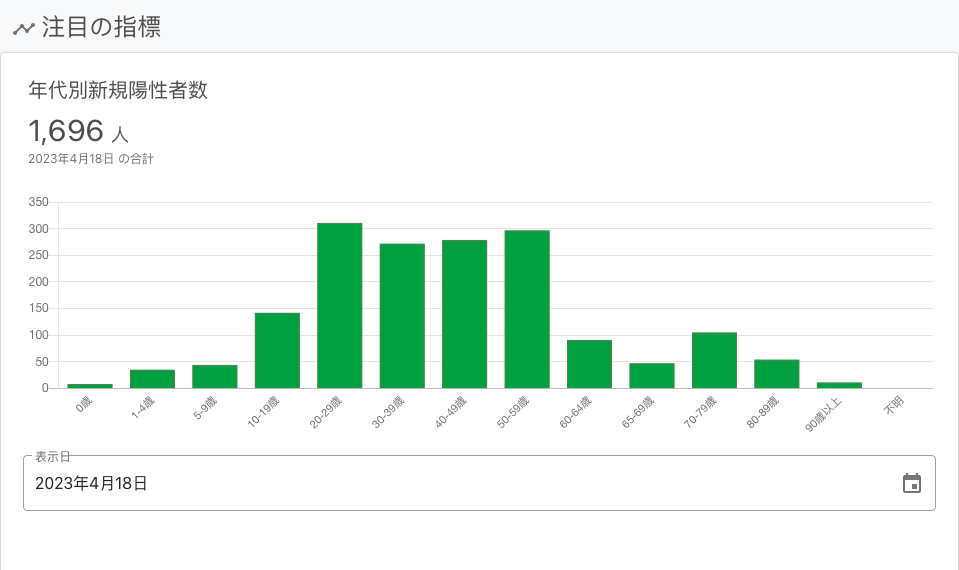 注目の指標
年代別新規陽性者数
1,696 人
2023年4月18日 の合計
350
300
250
200
150
100
50
0
0歳
1-4歳
5-9歳
10-19歳
20-29歳
30-39歳
40-49歳
50-59歳
60-64歳
65-69歳
70-79歳
80-89歳
90歳以上
不明
表示日
2023年4月18日